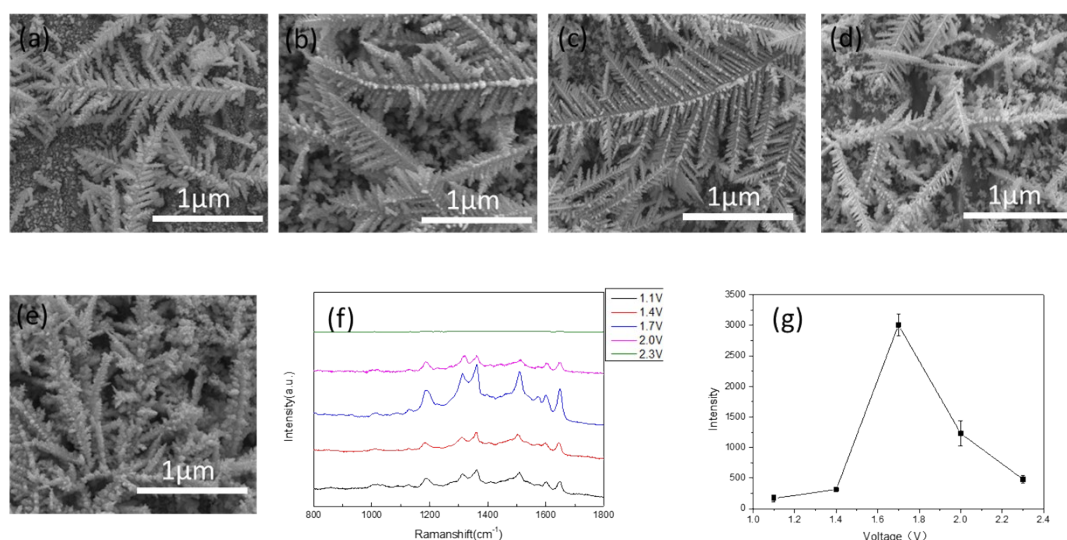 (a)
1μm
(b)
1μm
(c)
1μm
(d)
1μm
(e)
1μm
(f)
1.1V
1.4V
1.7V
2.0V
2.3V
Intensity(a.u.)
800 1000 1200 1400 1600 1800
Ramanshift(cm⁻¹)
(g)
3500
3000
2500
2000
1500
1000
500
0
Intensity
1.0 1.2 1.4 1.6 1.8 2.0 2.2 2.4
Voltage (V)